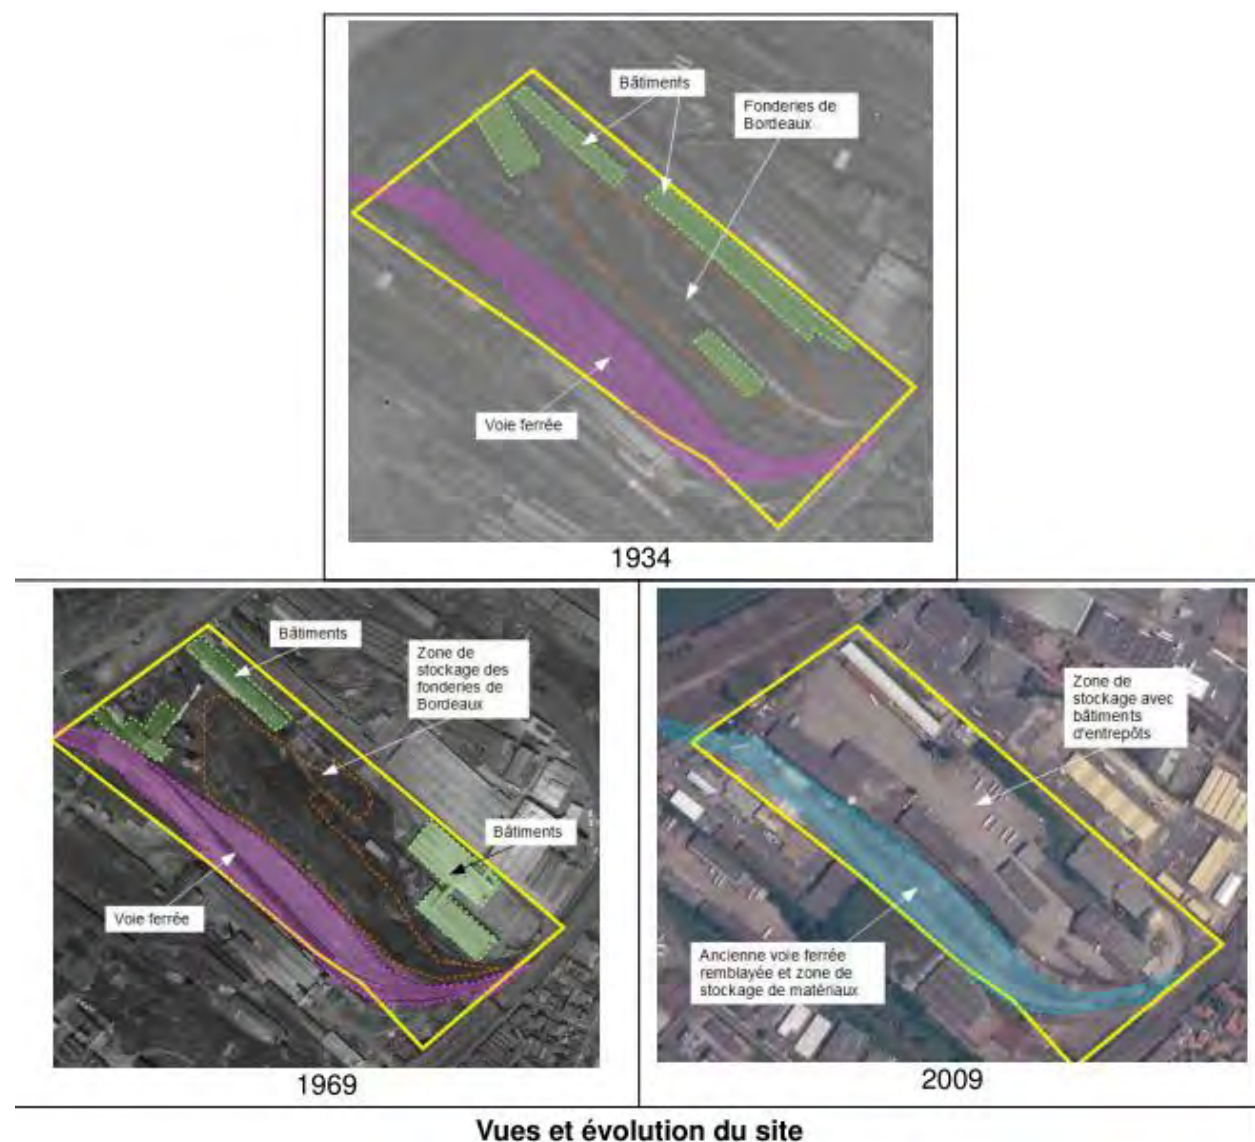 Bâtiments
Fonderies de
Bordeaux
Voie ferrée
1934
Bâtiments
Zone de
stockage des
fonderies de
Bordeaux
Bâtiments
Voie ferrée
1969
Zone de
stockage avec
bâtiments
d'entrepôts
Ancienne voie ferrée
remblayée et zone de
stockage de matériaux
2009
Vues et évolution du site